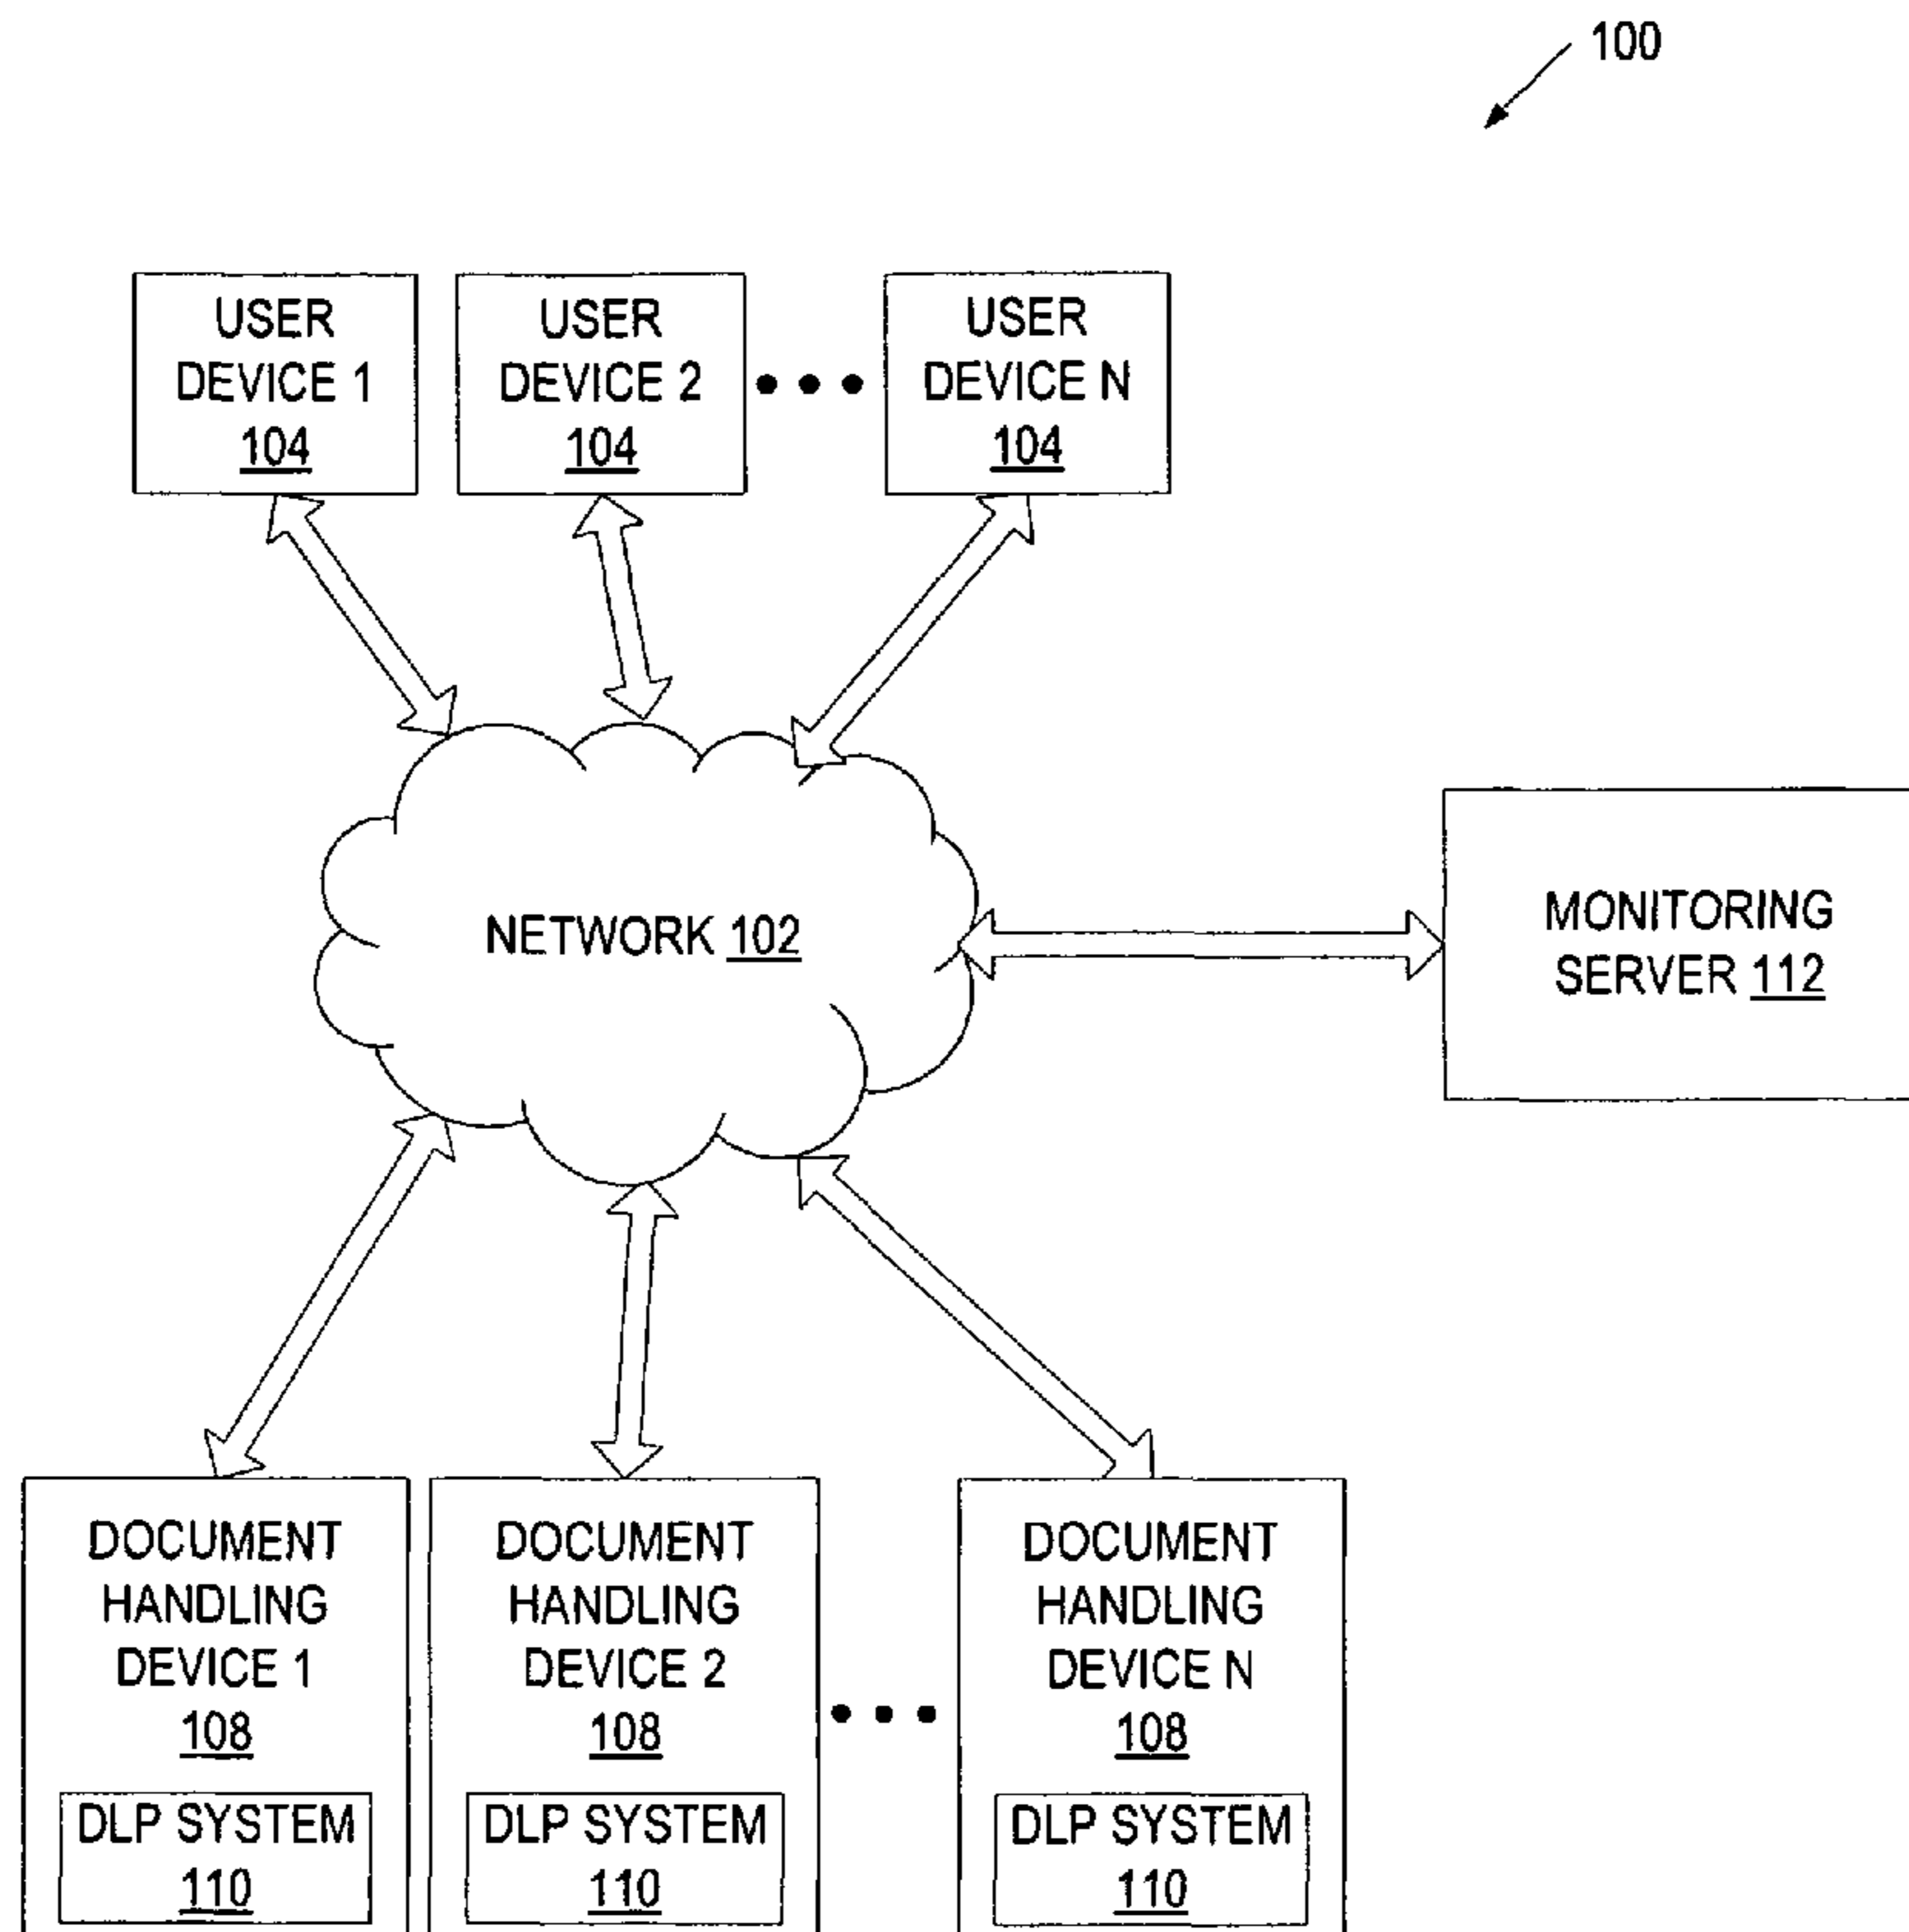 100
USER
DEVICE 1
104
USER
DEVICE 2
104
USER
DEVICE N
104
NETWORK 102
MONITORING
SERVER 112
DOCUMENT
HANDLING
DEVICE 1
108
DLP SYSTEM
110
DOCUMENT
HANDLING
DEVICE 2
108
DLP SYSTEM
110
DOCUMENT
HANDLING
DEVICE N
108
DLP SYSTEM
110